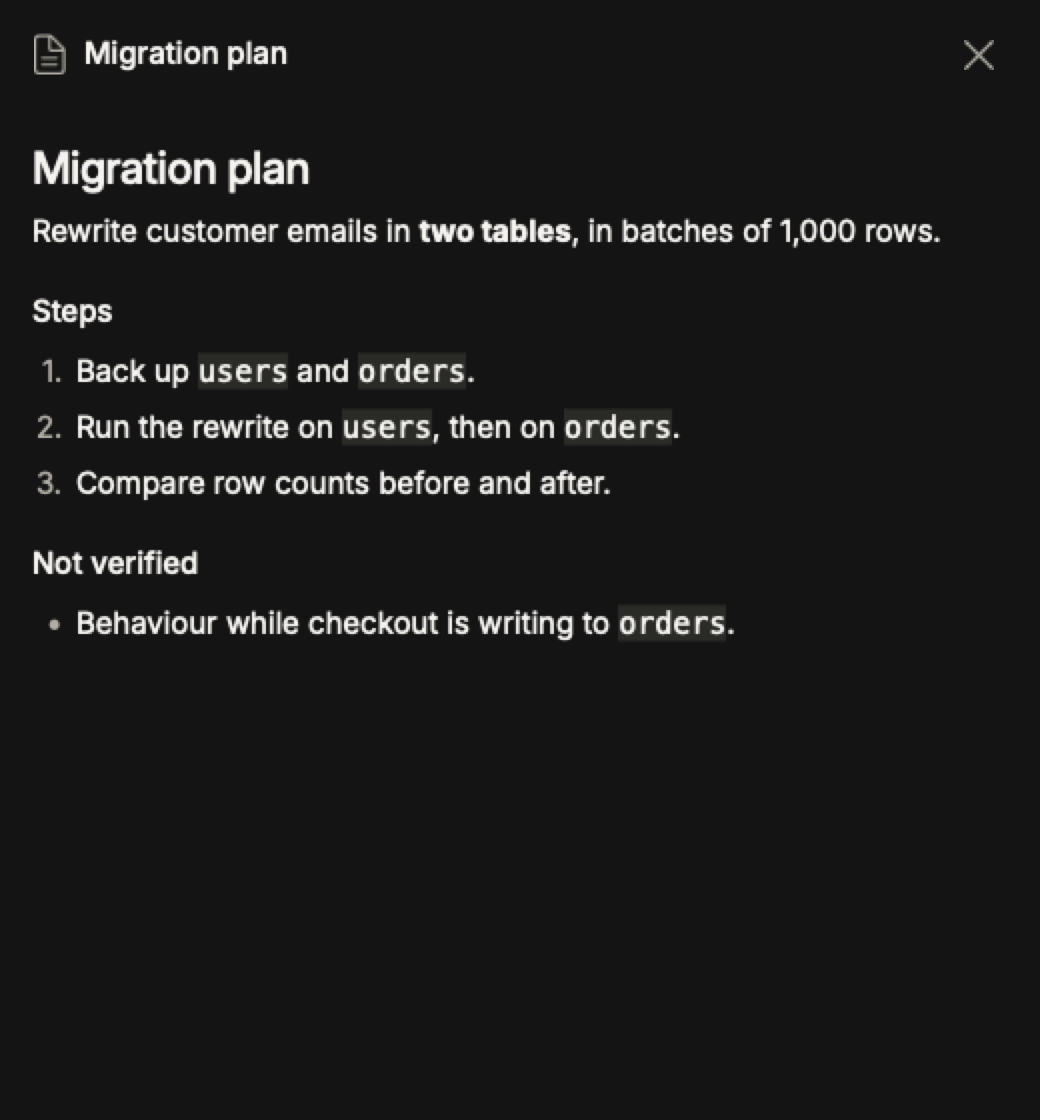 Migration plan
Migration plan
Rewrite customer emails in two tables, in batches of 1,000 rows.
Steps
1. Back up users and orders.
2. Run the rewrite on users, then on orders.
3. Compare row counts before and after.
Not verified
• Behaviour while checkout is writing to orders.